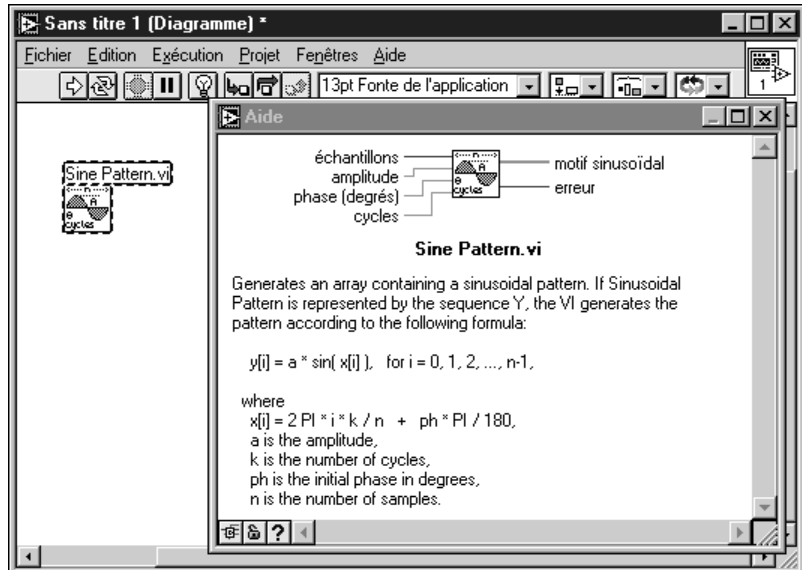 Sans titre 1 (Diagramme) *
Fichier Edition Exécution Projet Fenêtres Aide
13pt Fonte de l'application
1
Aide
Sine Pattern.vi
n
A
θ
cycles
échantillons
amplitude
phase (degrés)
cycles
n
A
θ
cycles
motif sinusoïdal
erreur
Sine Pattern.vi
Generates an array containing a sinusoidal pattern. If Sinusoidal
Pattern is represented by the sequence Y, the VI generates the
pattern according to the following formula:
y[i] = a * sin( x[i] ), for i = 0, 1, 2, ..., n-1,
where
x[i] = 2 PI * i * k / n + ph * PI / 180,
a is the amplitude,
k is the number of cycles,
ph is the initial phase in degrees,
n is the number of samples.
?